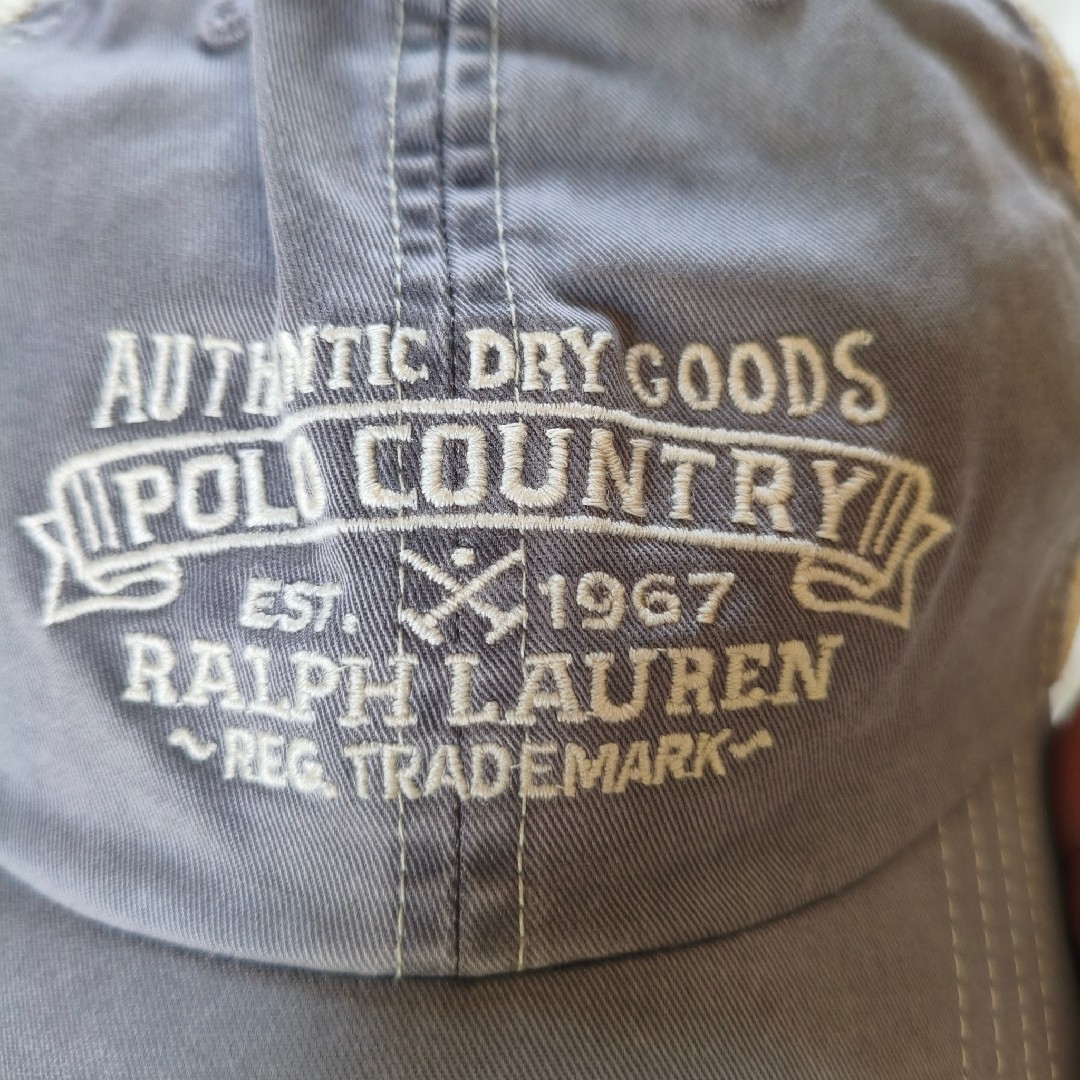 AUTHENTIC DRY GOODS
POLO COUNTRY
EST. 1967
RALPH LAUREN
~REG. TRADEMARK~